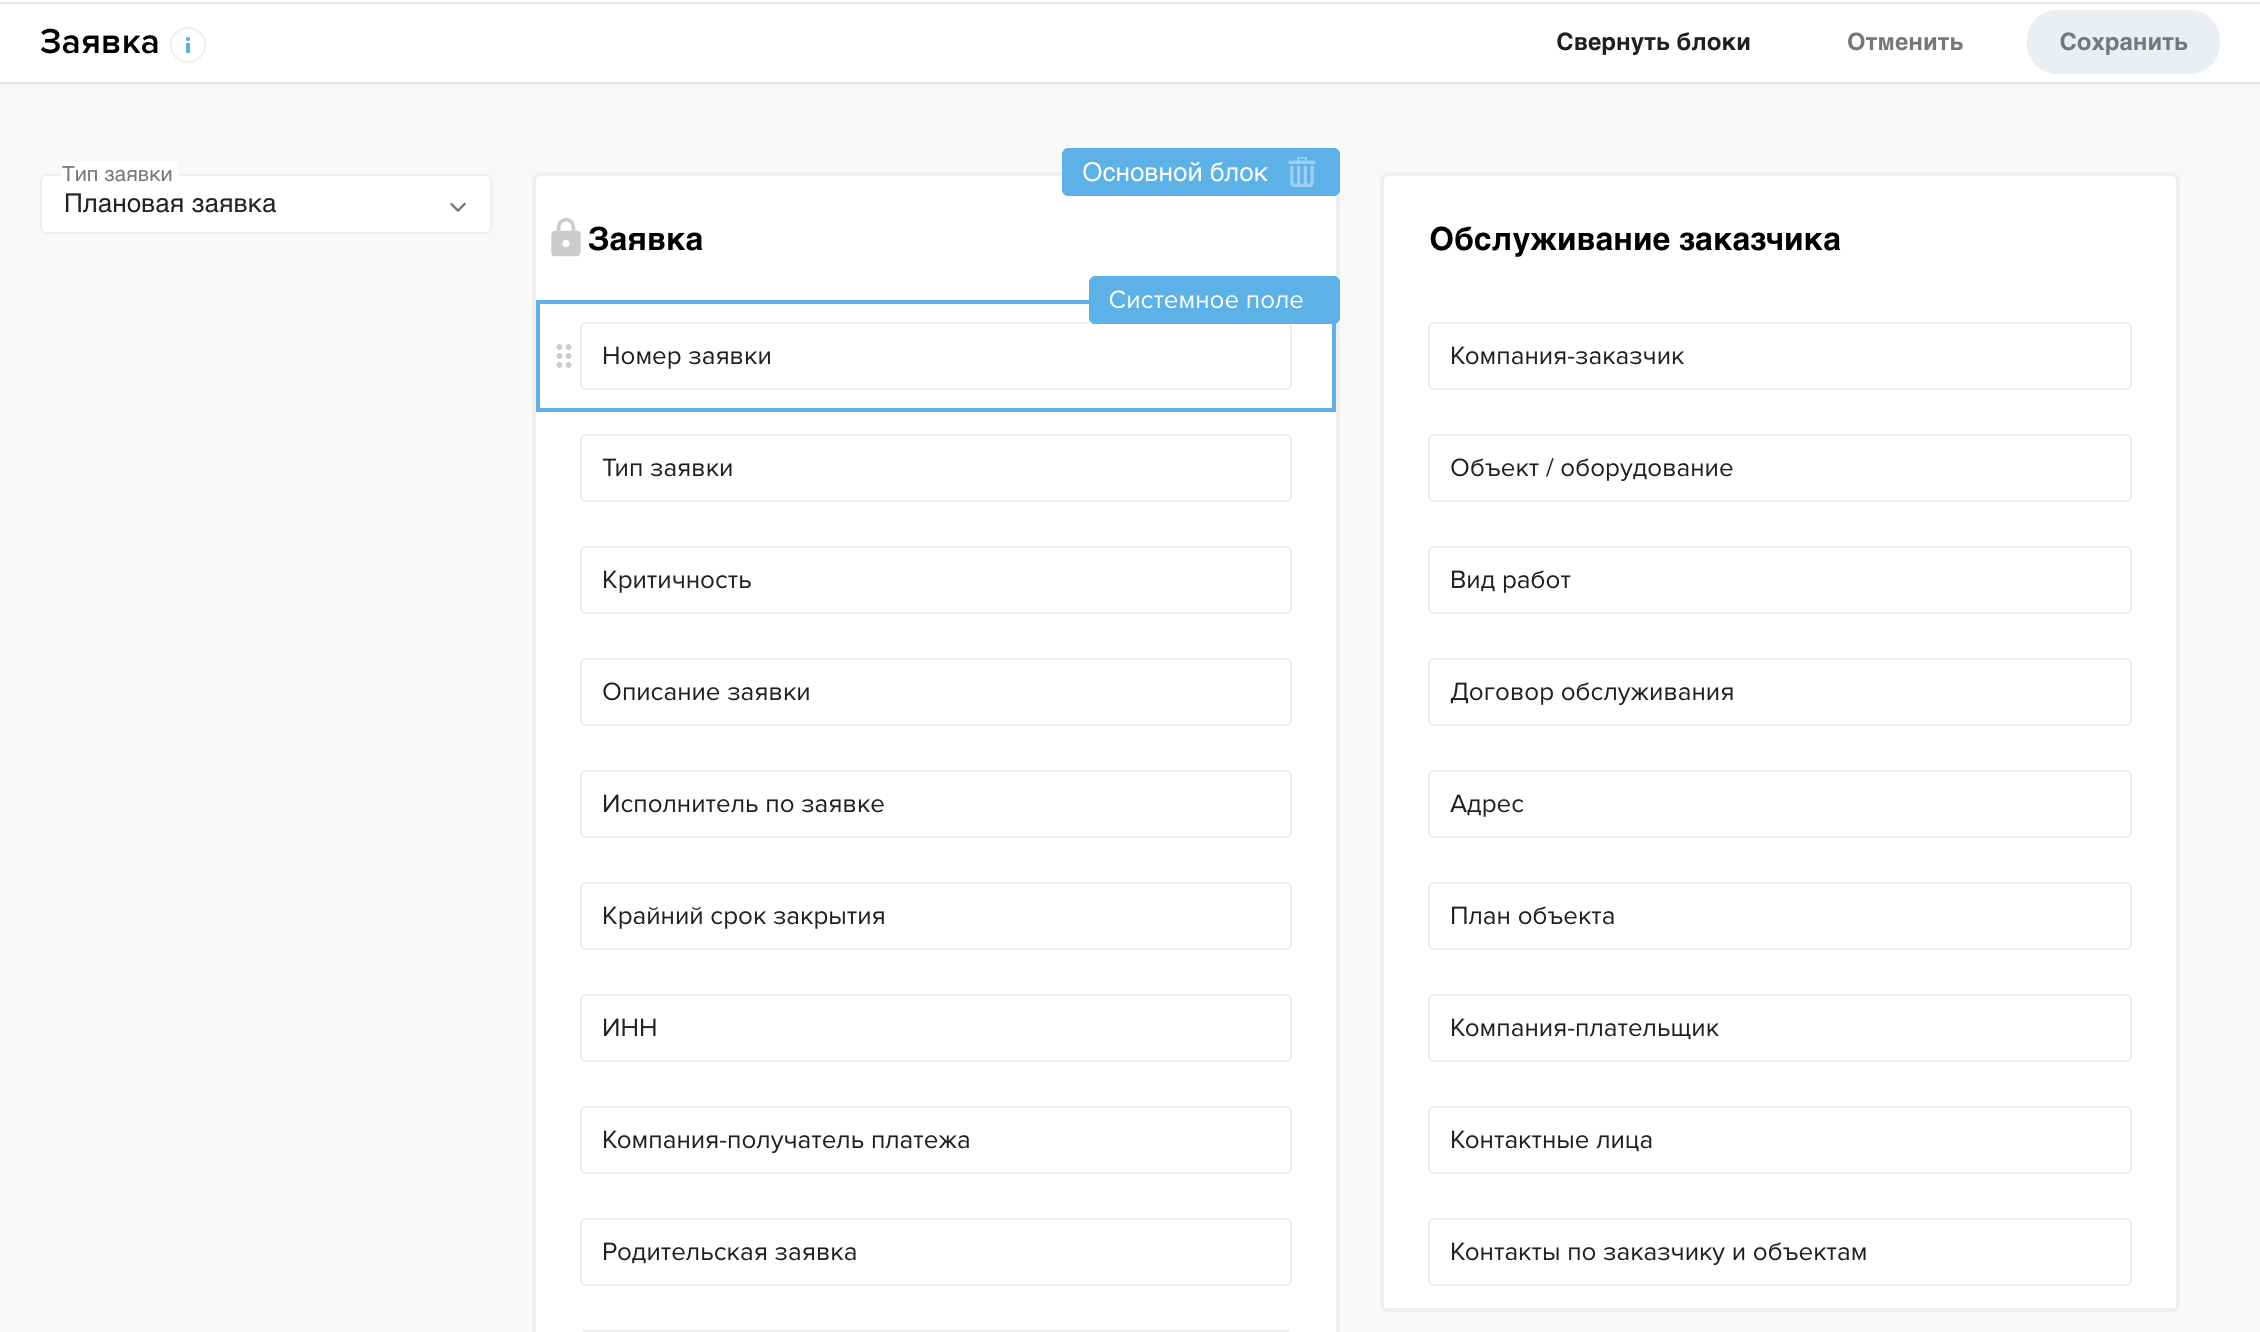 Заявка
Свернуть блоки
Отменить
Сохранить
Тип заявки
Плановая заявка
Основной блок
Заявка
Системное поле
Номер заявки
Тип заявки
Критичность
Описание заявки
Исполнитель по заявке
Крайний срок закрытия
ИНН
Компания-получатель платежа
Родительская заявка
Обслуживание заказчика
Компания-заказчик
Объект / оборудование
Вид работ
Договор обслуживания
Адрес
План объекта
Компания-плательщик
Контактные лица
Контакты по заказчику и объектам